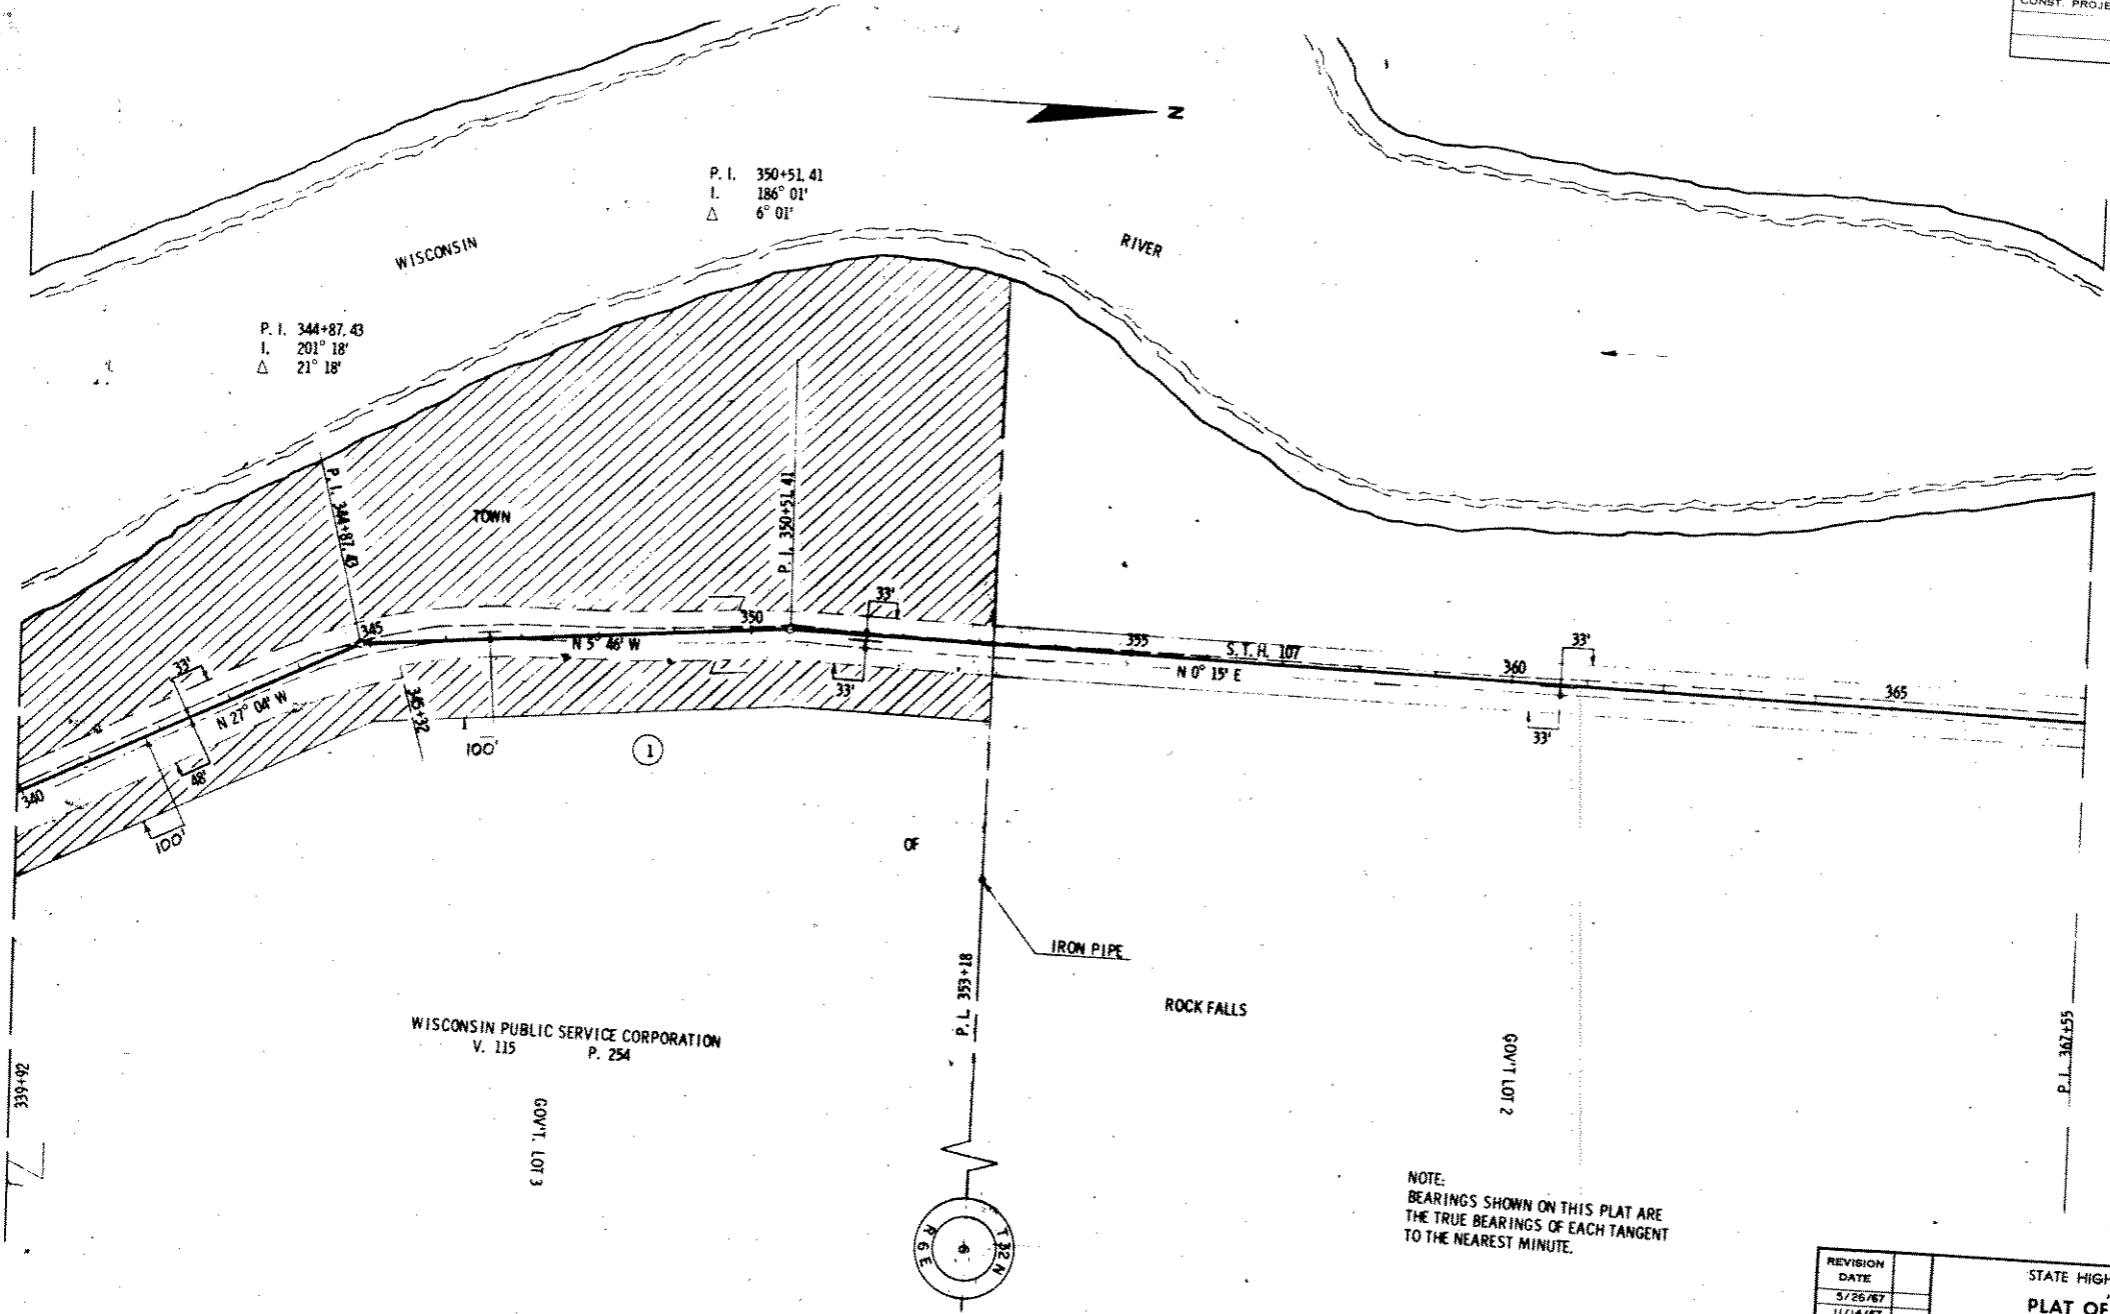 CONST. PROJE
N
P. I. 350+51.41
I. 186° 01'
Δ 6° 01'
WISCONSIN
RIVER
P. I. 344+87.43
I. 201° 18'
Δ 21° 18'
P. I. 344+87.43
TOWN
P. I. 350+51.41
33'
345
350
N 5° 46' W
355
S.T.H. 107
N 0° 15' E
33'
360
365
33'
N 27° 04' W
345+32
33'
33'
100'
1
48'
340
100'
OF
IRON PIPE
P.L. 353+18
ROCK FALLS
WISCONSIN PUBLIC SERVICE CORPORATION
V. 115 P. 254
339+92
GOV'T. LOT 3
GOV'T LOT 2
P.L. 367+55
NOTE:
BEARINGS SHOWN ON THIS PLAT ARE
THE TRUE BEARINGS OF EACH TANGENT
TO THE NEAREST MINUTE.
T 32 N
R 6 E
REVISION
DATE
5/26/67
STATE HIGH
PLAT OF